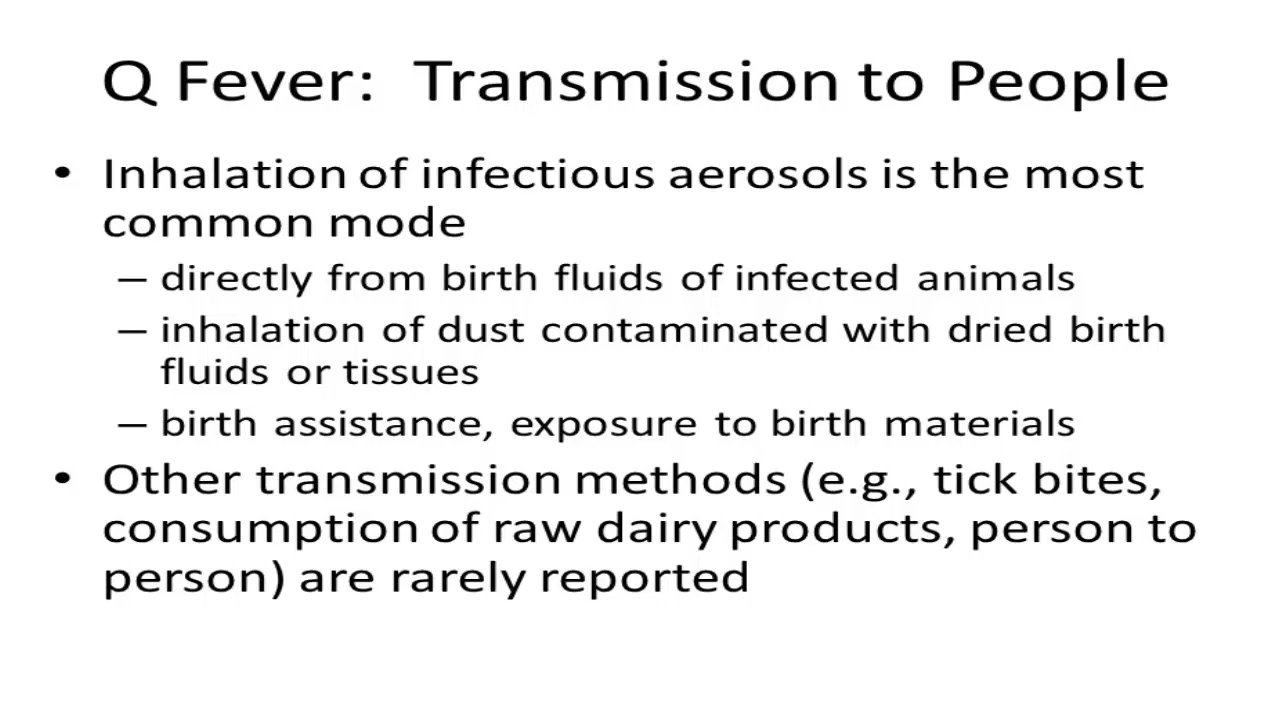 Q Fever:  Transmission to People
• Inhalation of infectious aerosols is the most
common mode
– directly from birth fluids of infected animals
– inhalation of dust contaminated with dried birth
fluids or tissues
– birth assistance, exposure to birth materials
• Other transmission methods (e.g., tick bites,
consumption of raw dairy products, person to
person) are rarely reported